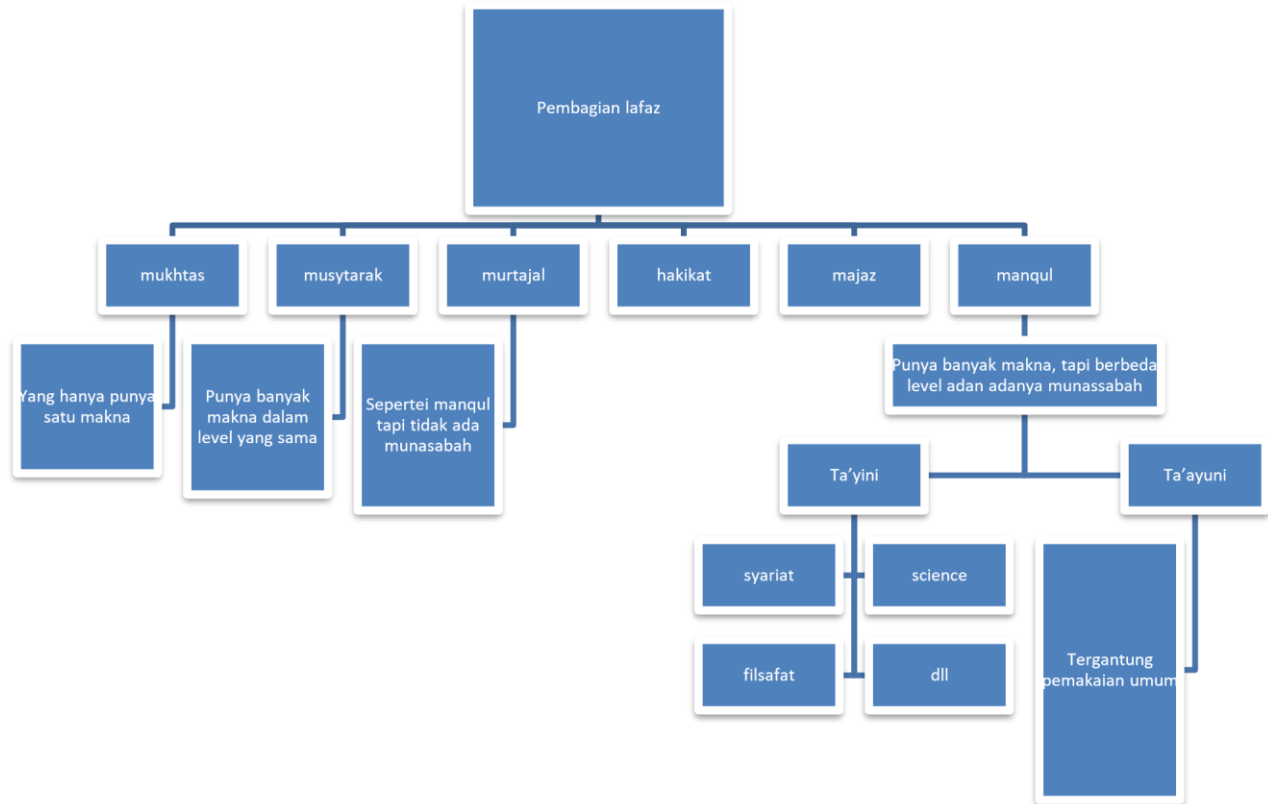 Pembagian lafaz
mukhtas
musytarak
murtajal
hakikat
majaz
manqul
Yang hanya punya
satu makna
Punya banyak
makna dalam
level yang sama
Sepertei manqul
tapi tidak ada
munasabah
Punya banyak makna, tapi berbeda
level adan adanya munassabah
Ta'yini
Ta'ayuni
syariat
science
filsafat
dll
Tergantung
pemakaian umum